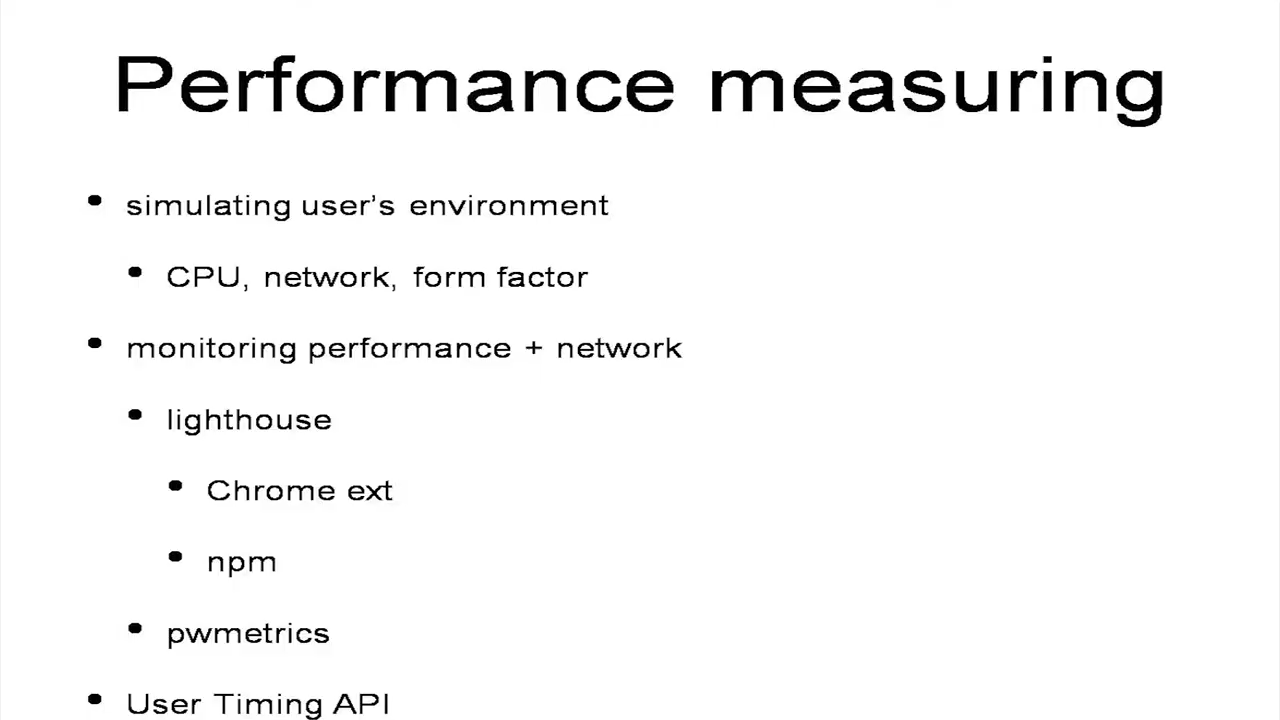 Performance measuring
• simulating user's environment
• CPU, network, form factor
• monitoring performance + network
• lighthouse
• Chrome ext
• npm
• pwmetrics
• User Timing API